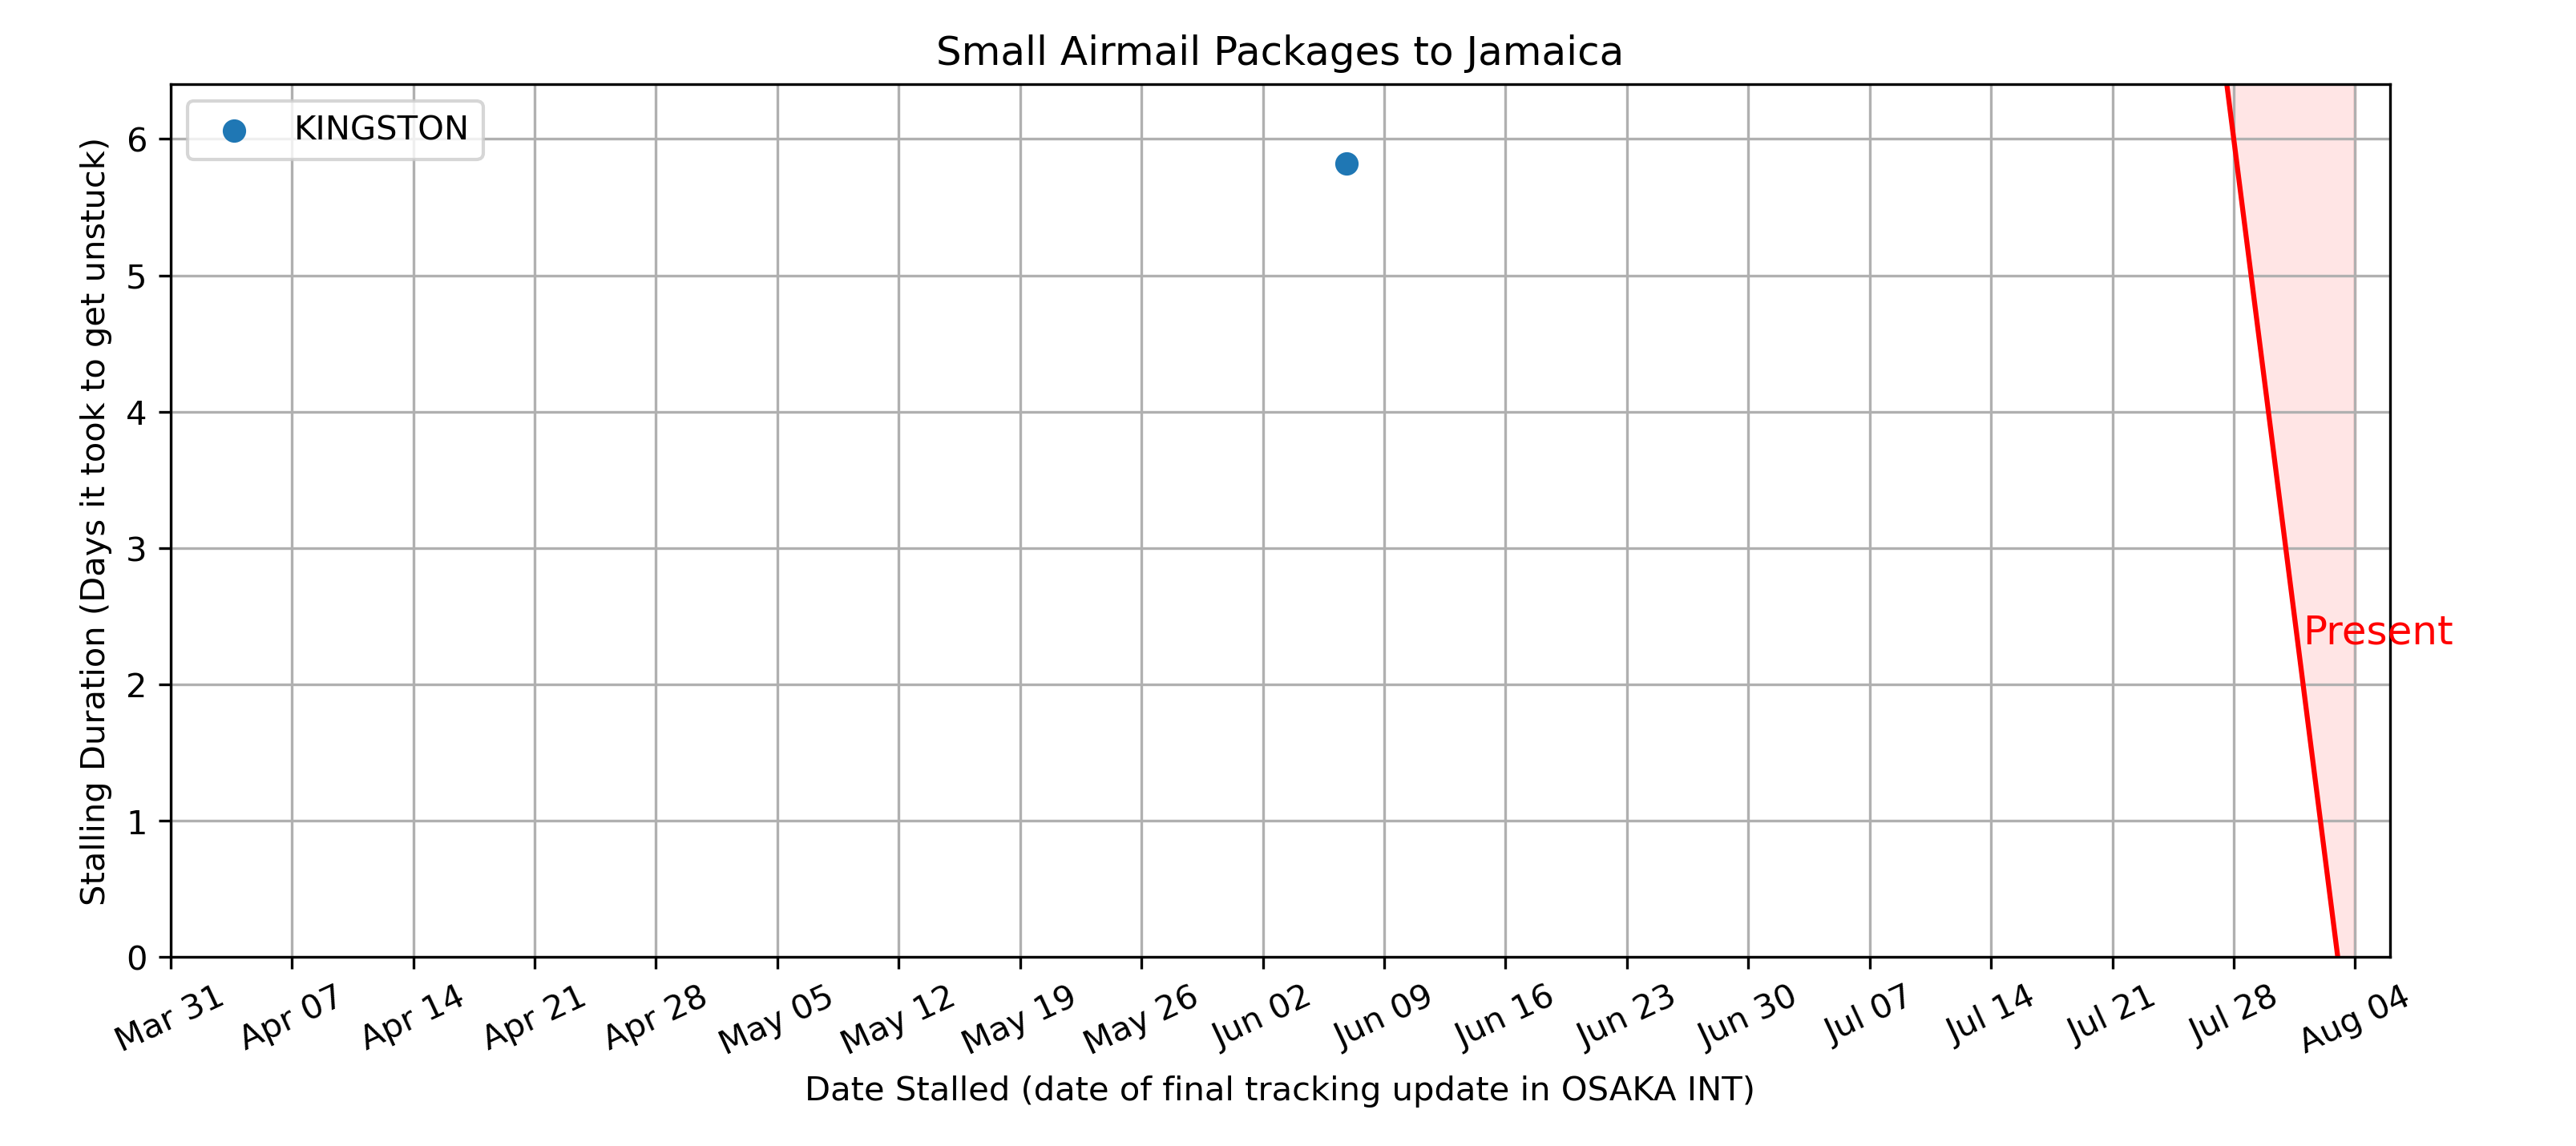 Small Airmail Packages to Jamaica
KINGSTON
Stalling Duration (Days it took to get unstuck)
6
5
4
3
2
1
0
Present
Mar 31
Apr 07
Apr 14
Apr 21
Apr 28
May 05
May 12
May 19
May 26
Jun 02
Jun 09
Jun 16
Jun 23
Jun 30
Jul 07
Jul 14
Jul 21
Jul 28
Aug 04
Date Stalled (date of final tracking update in OSAKA INT)